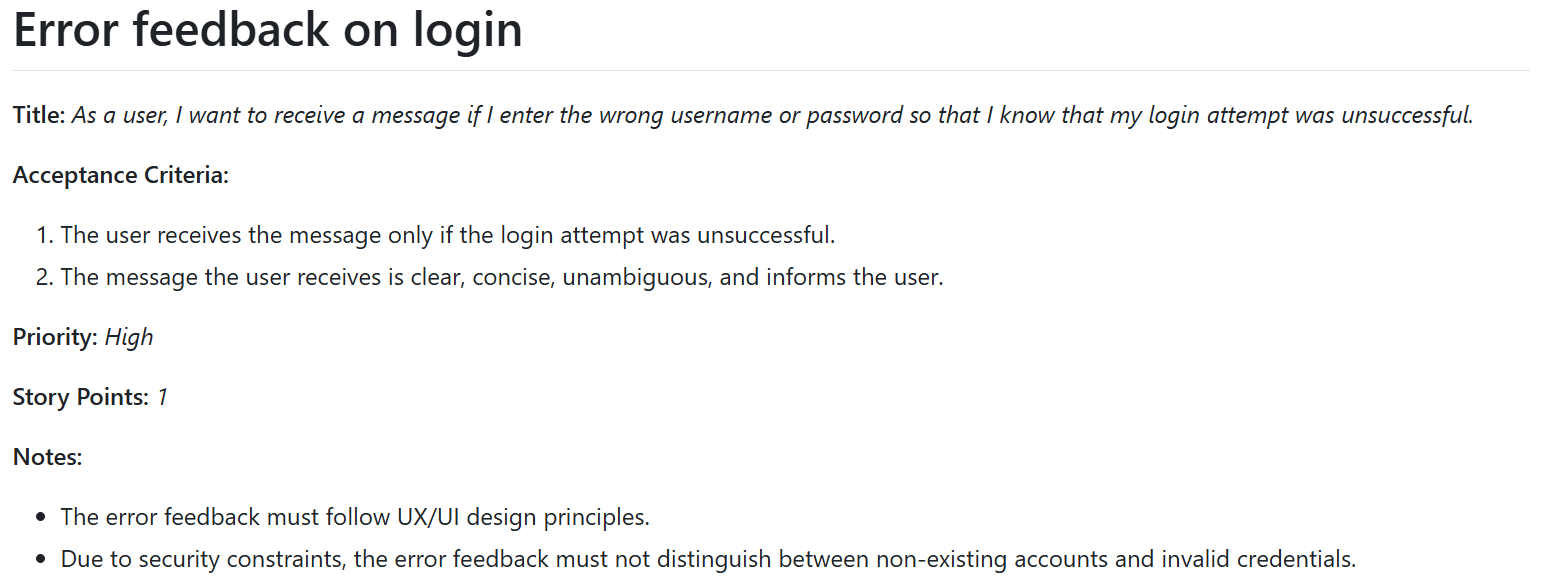 Error feedback on login
Title: As a user, I want to receive a message if I enter the wrong username or password so that I know that my login attempt was unsuccessful.
Acceptance Criteria:
1. The user receives the message only if the login attempt was unsuccessful.
2. The message the user receives is clear, concise, unambiguous, and informs the user.
Priority: High
Story Points: 1
Notes:
• The error feedback must follow UX/UI design principles.
• Due to security constraints, the error feedback must not distinguish between non-existing accounts and invalid credentials.